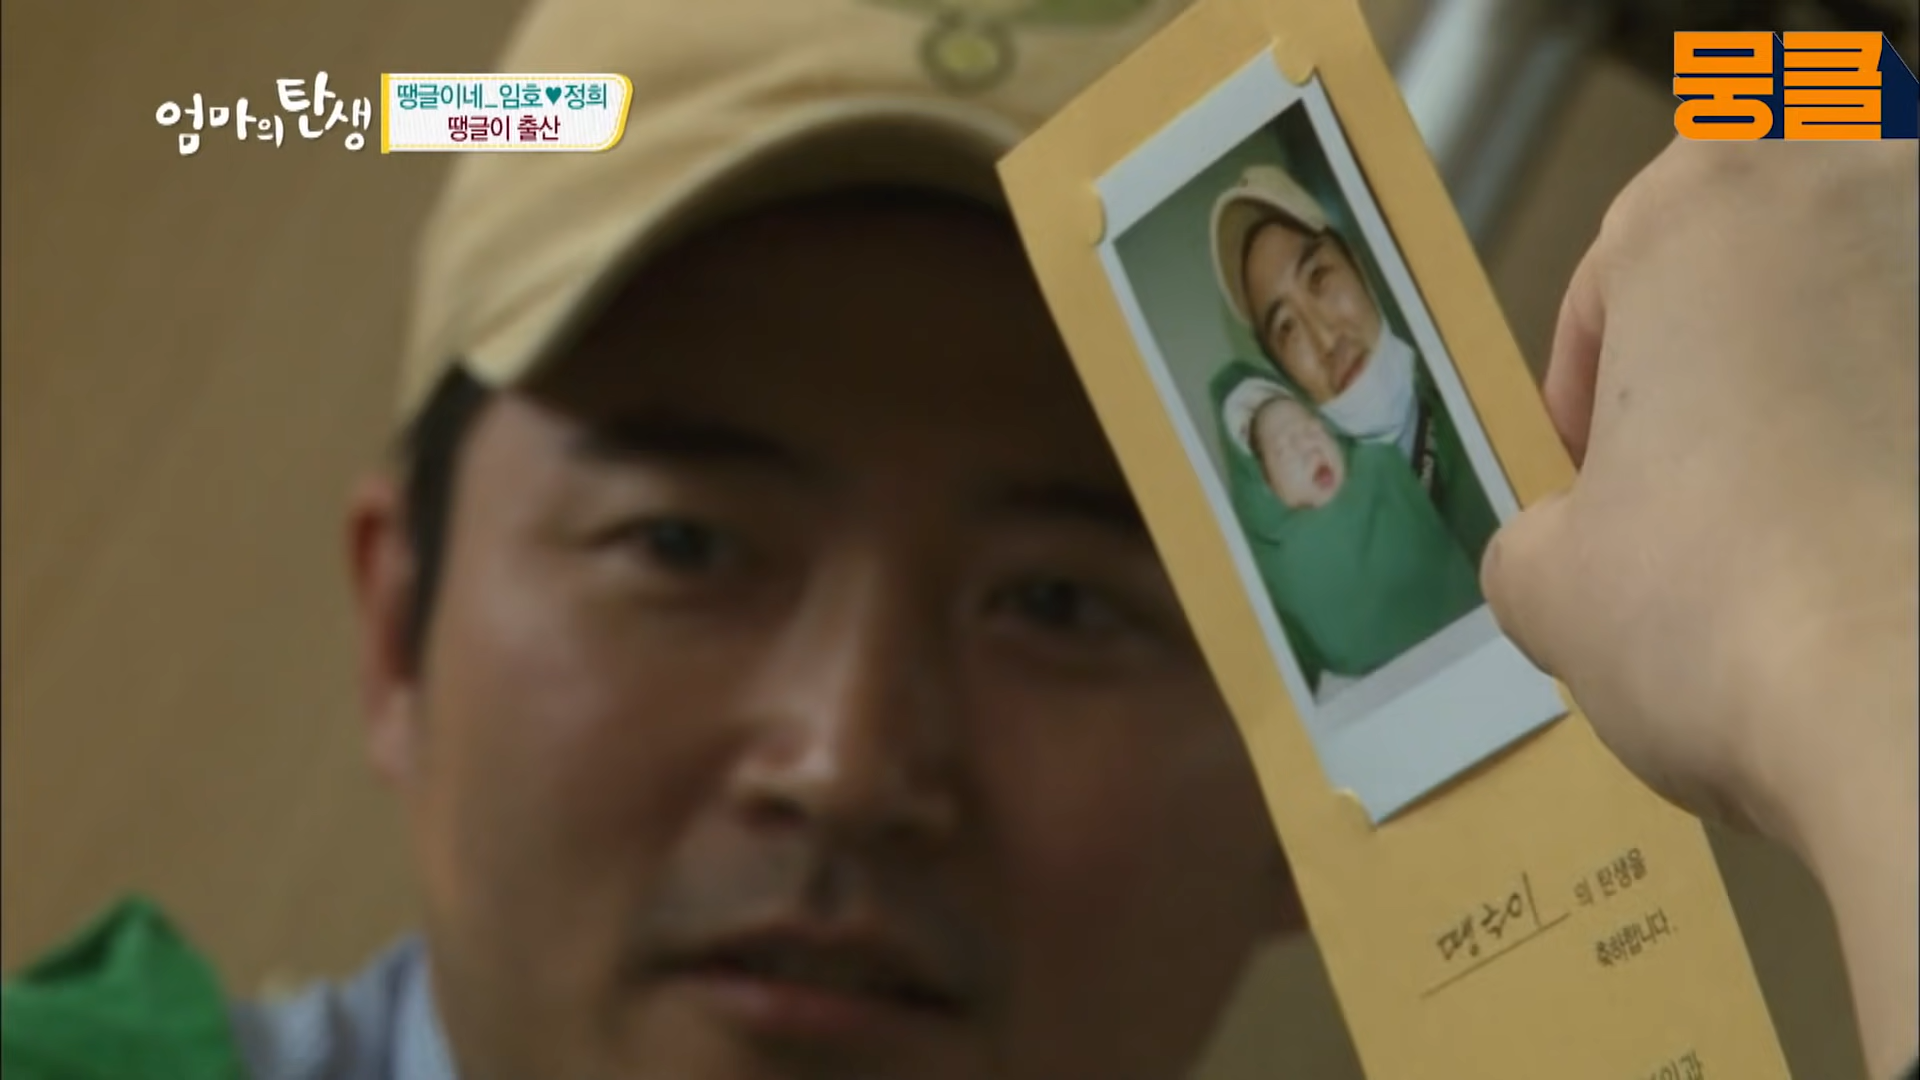 엄마의 탄생
땡글이네_임호♥정희
땡글이 출산
뭉클
땡글이 의 탄생을
축하합니다.